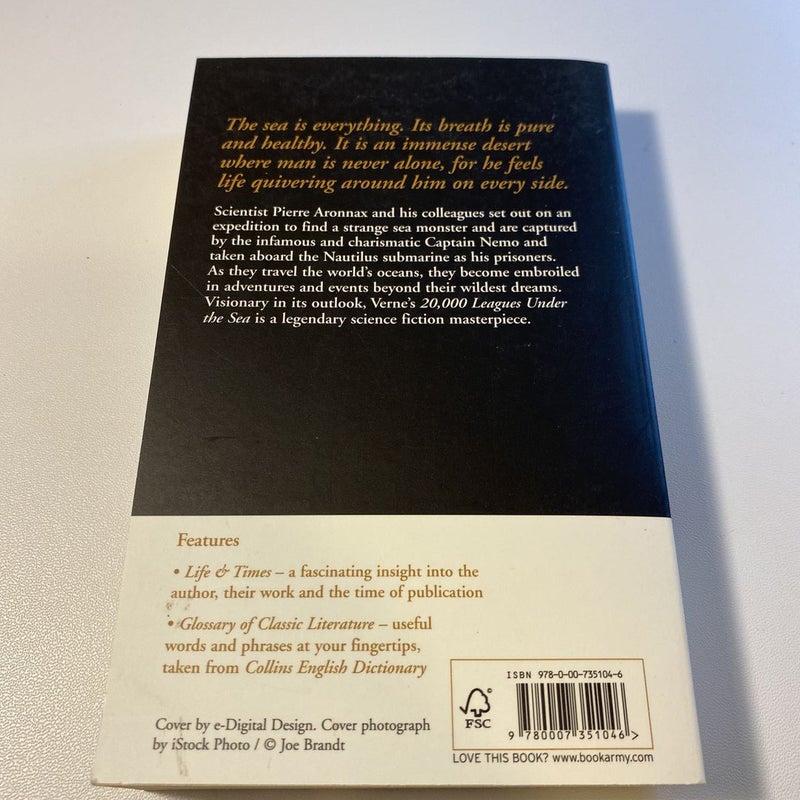 The sea is everything. Its breath is pure
and healthy. It is an immense desert
where man is never alone, for he feels
life quivering around him on every side.
Scientist Pierre Aronnax and his colleagues set out on an
expedition to find a strange sea monster and are captured
by the infamous and charismatic Captain Nemo and
taken aboard the Nautilus submarine as his prisoners.
As they travel the world's oceans, they become embroiled
in adventures and events beyond their wildest dreams.
Visionary in its outlook, Verne's 20,000 Leagues Under
the Sea is a legendary science fiction masterpiece.
Features
• Life & Times – a fascinating insight into the
author, their work and the time of publication
• Glossary of Classic Literature – useful
words and phrases at your fingertips,
taken from Collins English Dictionary
Cover by e-Digital Design. Cover photograph
by iStock Photo / © Joe Brandt
FSC
®
ISBN 978-0-00-735104-6
9 780007 351046 >
LOVE THIS BOOK? www.bookarmy.com